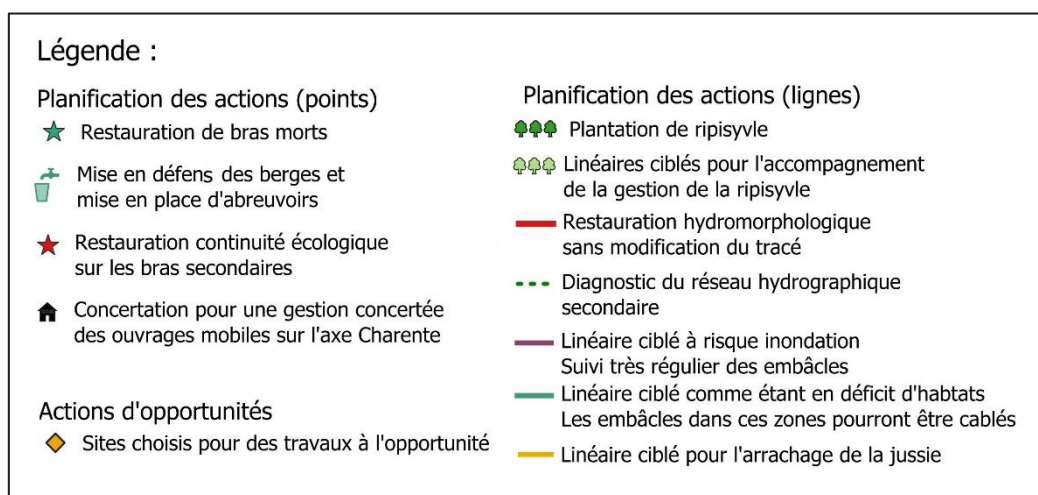 Légende :
Planification des actions (points)
Restauration de bras morts
Mise en défens des berges et
mise en place d'abreuvoirs
Restauration continuité écologique
sur les bras secondaires
Concertation pour une gestion concertée
des ouvrages mobiles sur l'axe Charente
Actions d'opportunités
Sites choisis pour des travaux à l'opportunité
Planification des actions (lignes)
Plantation de ripisyvle
Linéaires ciblés pour l'accompagnement
de la gestion de la ripisyvle
Restauration hydromorphologique
sans modification du tracé
Diagnostic du réseau hydrographique
secondaire
Linéaire ciblé à risque inondation
Suivi très régulier des embâcles
Linéaire ciblé comme étant en déficit d'habtats
Les embâcles dans ces zones pourront être cablés
Linéaire ciblé pour l'arrachage de la jussie